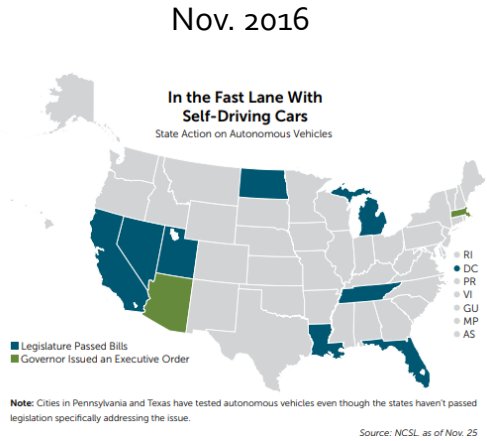 Nov. 2016
In the Fast Lane With
Self-Driving Cars
State Action on Autonomous Vehicles
RI
DC
PR
VI
GU
MP
AS
Legislature Passed Bills
Governor Issued an Executive Order
Note: Cities in Pennsylvania and Texas have tested autonomous vehicles even though the states haven't passed
legislation specifically addressing the issue.
Source: NCSL, as of Nov. 25